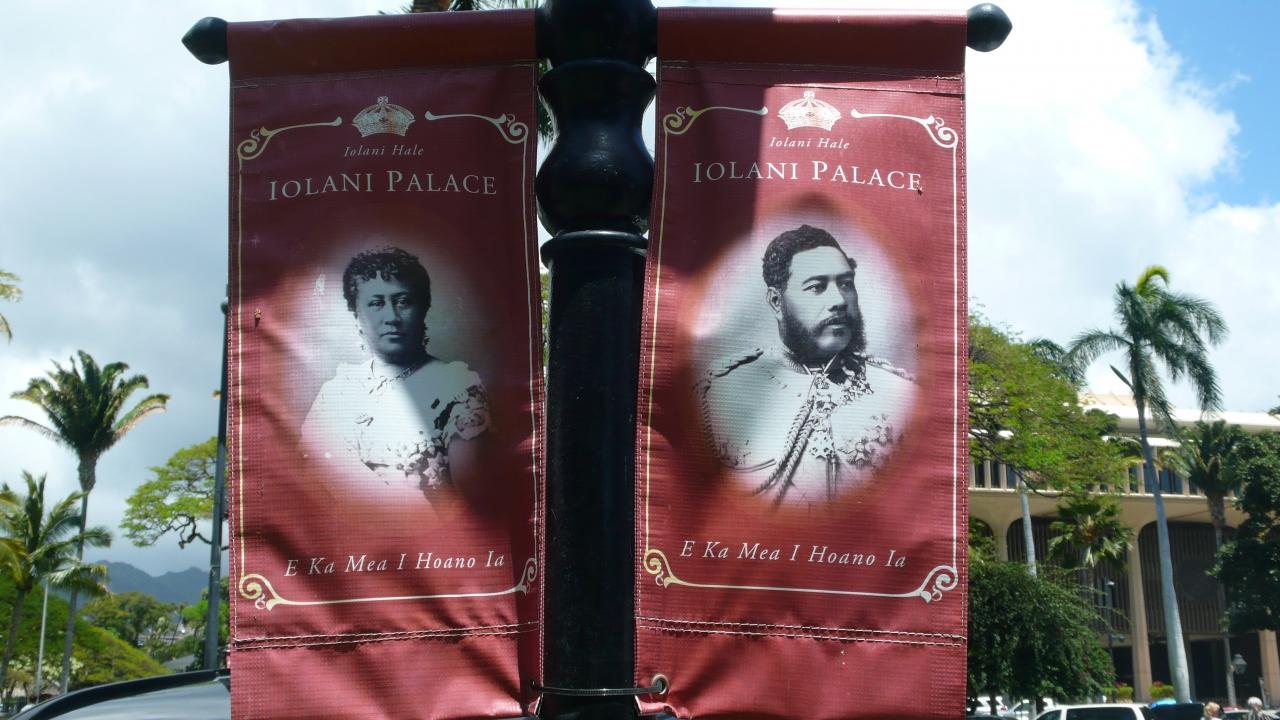 Iolani Hale
IOLANI PALACE
E Ka Mea I Hoano Ia
Iolani Hale
IOLANI PALACE
E Ka Mea I Hoano Ia